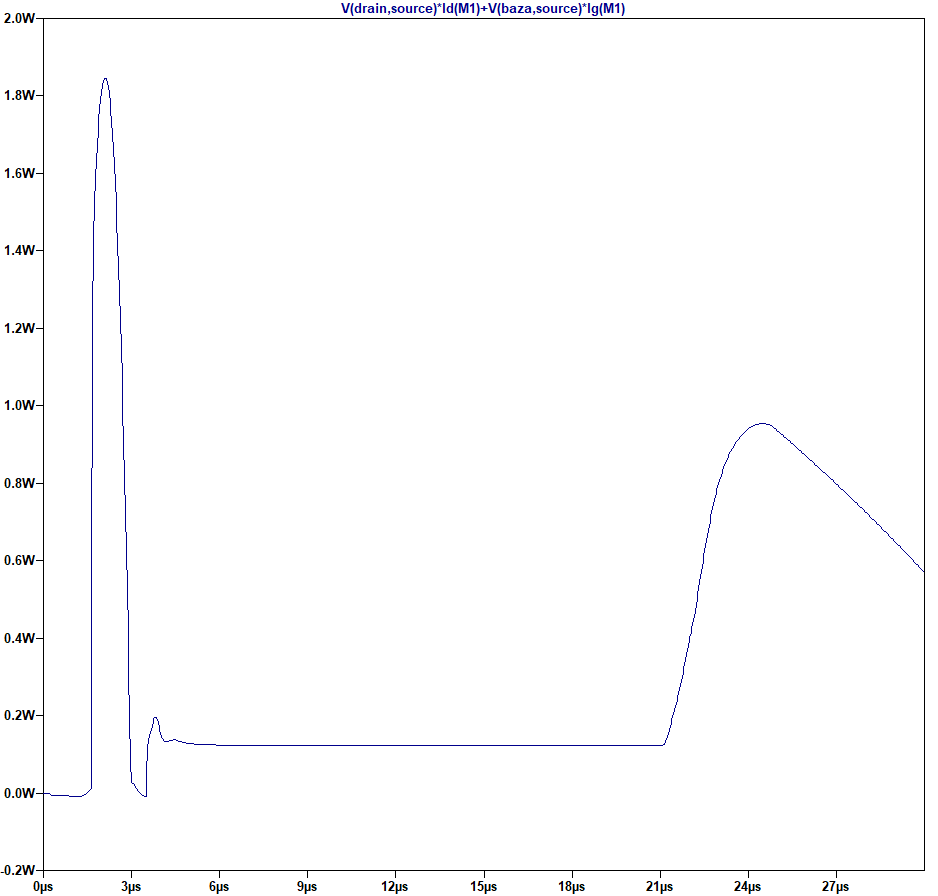 V(drain,source)*Id(M1)+V(baza,source)*Ig(M1)
2.0W
1.8W
1.6W
1.4W
1.2W
1.0W
0.8W
0.6W
0.4W
0.2W
0.0W
-0.2W
0µs 3µs 6µs 9µs 12µs 15µs 18µs 21µs 24µs 27µs